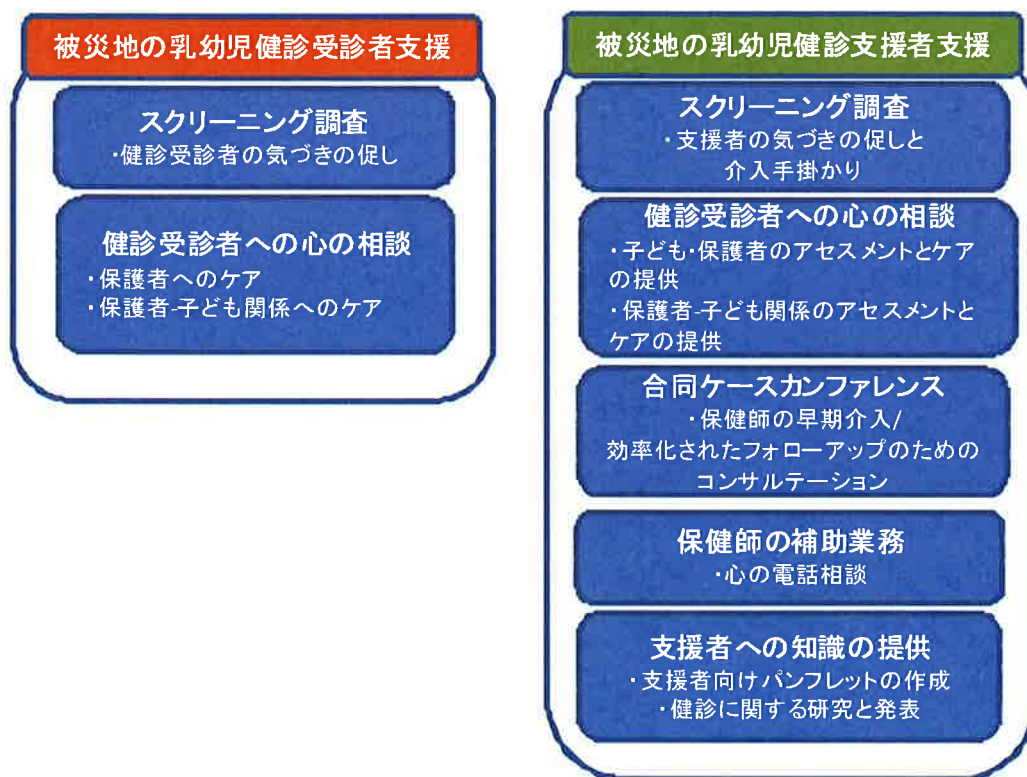 被災地の乳幼児健診受診者支援
スクリーニング調査
・健診受診者の気づきの促し
健診受診者への心の相談
・保護者へのケア
・保護者-子ども関係へのケア
被災地の乳幼児健診支援者支援
スクリーニング調査
・支援者の気づきの促しと
介入手掛かり
健診受診者への心の相談
・子ども・保護者のアセスメントとケア
の提供
・保護者-子ども関係のアセスメントと
ケアの提供
合同ケースカンファレンス
・保健師の早期介入/
効率化されたフォローアップのための
コンサルテーション
保健師の補助業務
・心の電話相談
支援者への知識の提供
・支援者向けパンフレットの作成
・健診に関する研究と発表